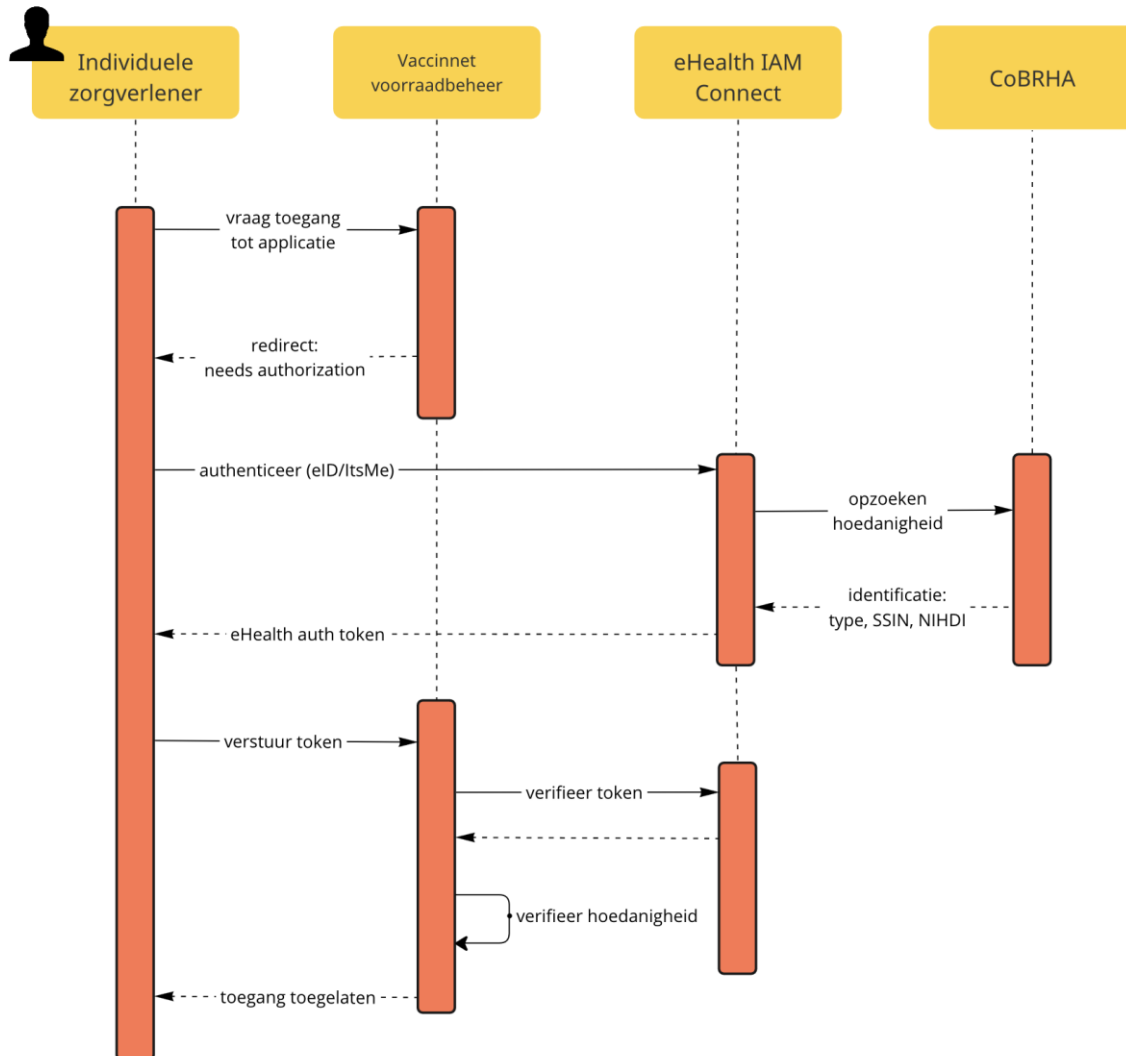 Individuele
zorgverlener
Vaccinnet
voorraadbeheer
eHealth IAM
Connect
CoBRHA
vraag toegang
tot applicatie
redirect:
needs authorization
authenticeer (eID/ItsMe)
opzoeken
hoedanigheid
identificatie:
type, SSIN, NIHDI
eHealth auth token
verstuur token
verifieer token
verifieer hoedanigheid
toegang toegelaten